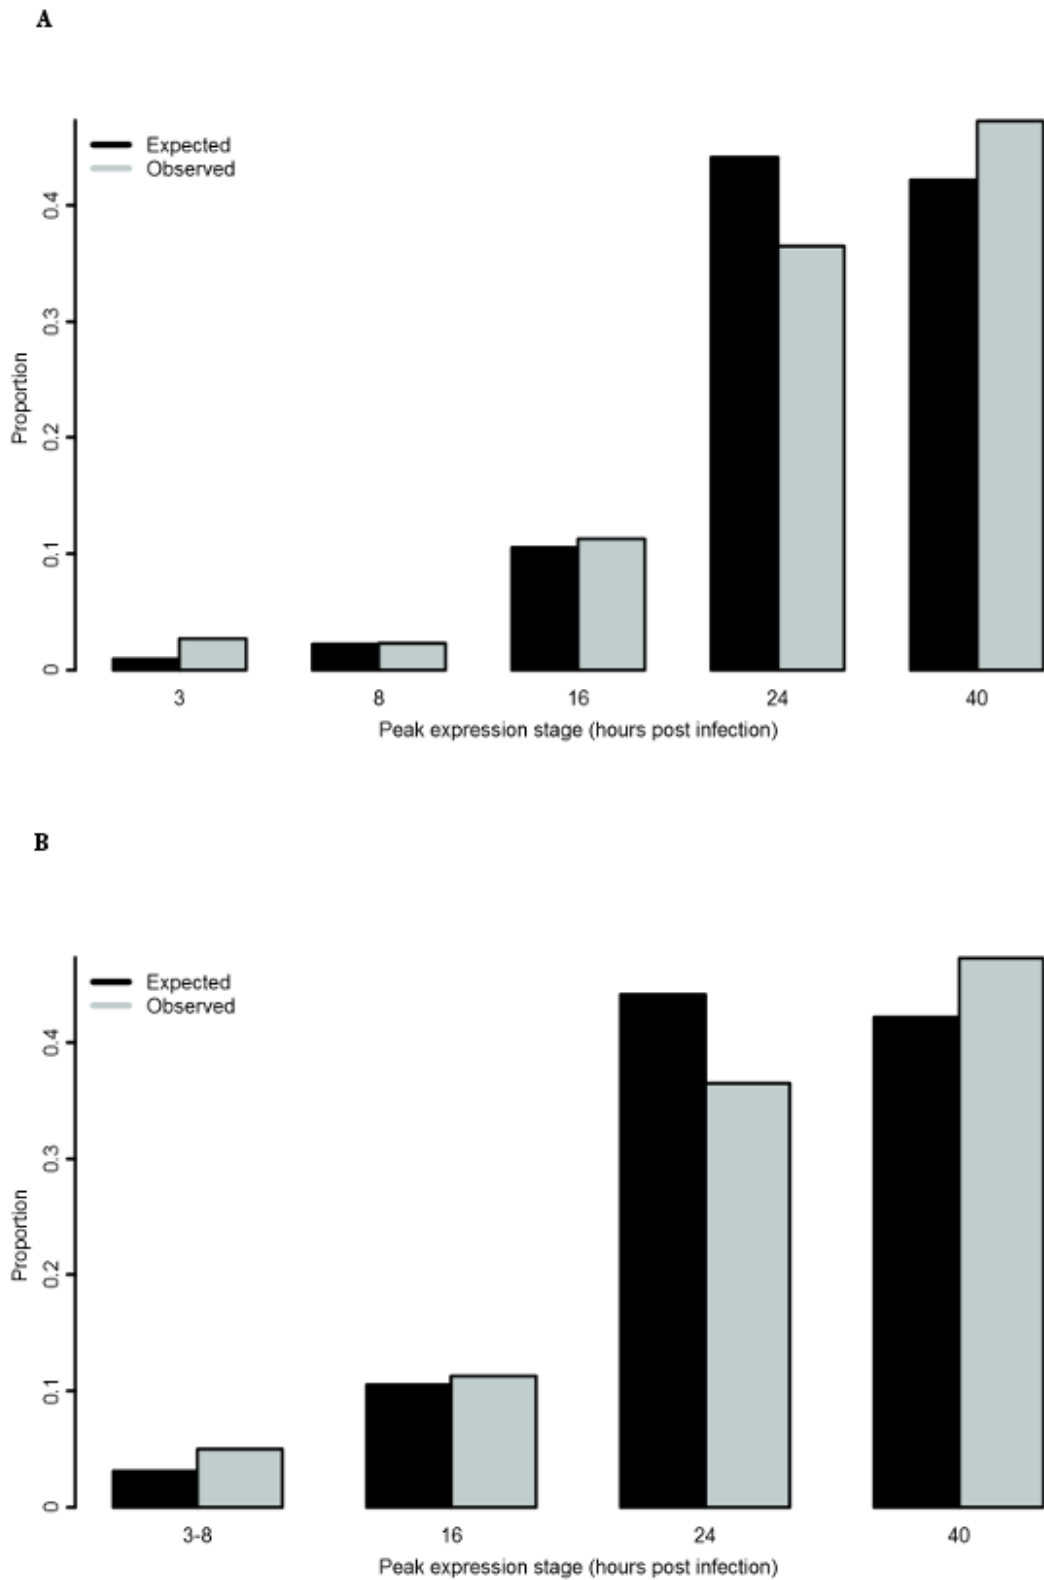 A
Expected
Observed
0.4
0.3
0.2
0.1
0
Proportion
3 8 16 24 40
Peak expression stage (hours post infection)
B
Expected
Observed
0.4
0.3
0.2
0.1
0
Proportion
3-8 16 24 40
Peak expression stage (hours post infection)